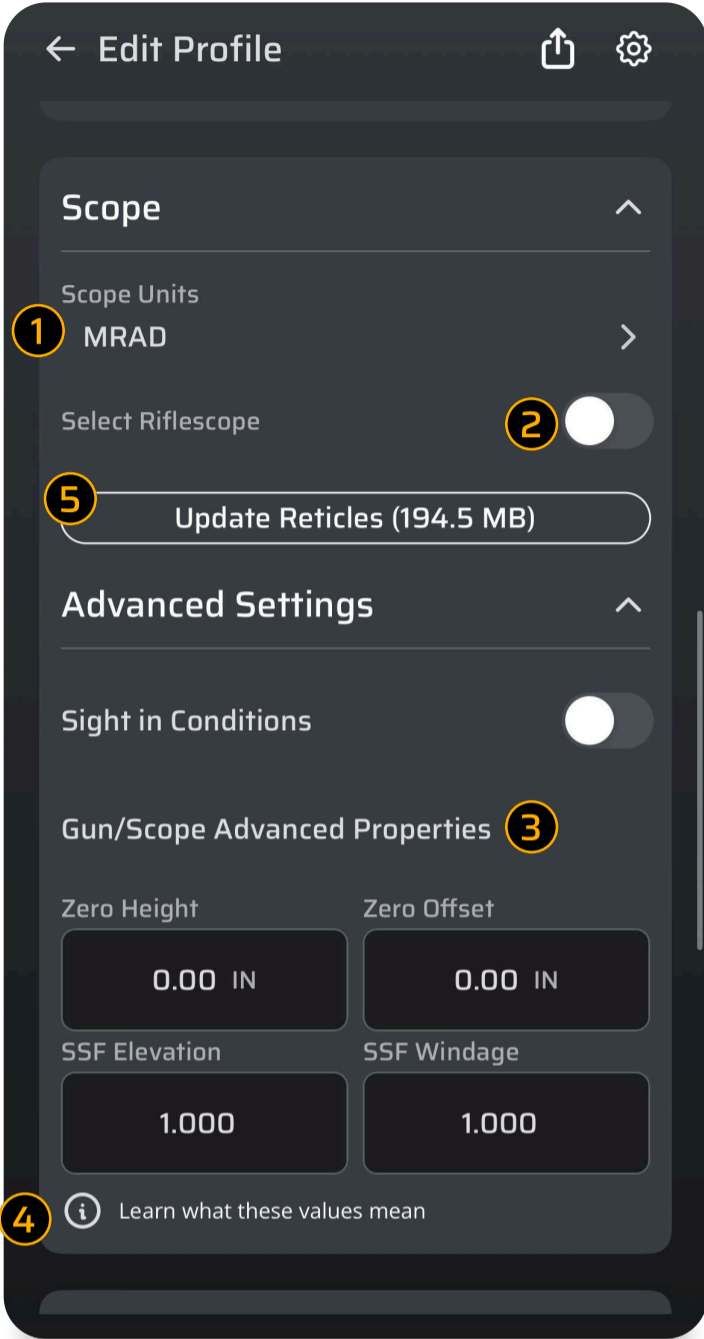 Edit Profile
Scope
Scope Units
1 MRAD
Select Riflescope 2
5
Update Reticles (194.5 MB)
Advanced Settings
Sight in Conditions
Gun/Scope Advanced Properties 3
Zero Height Zero Offset
0.00 IN 0.00 IN
SSF Elevation SSF Windage
1.000 1.000
4 i Learn what these values mean